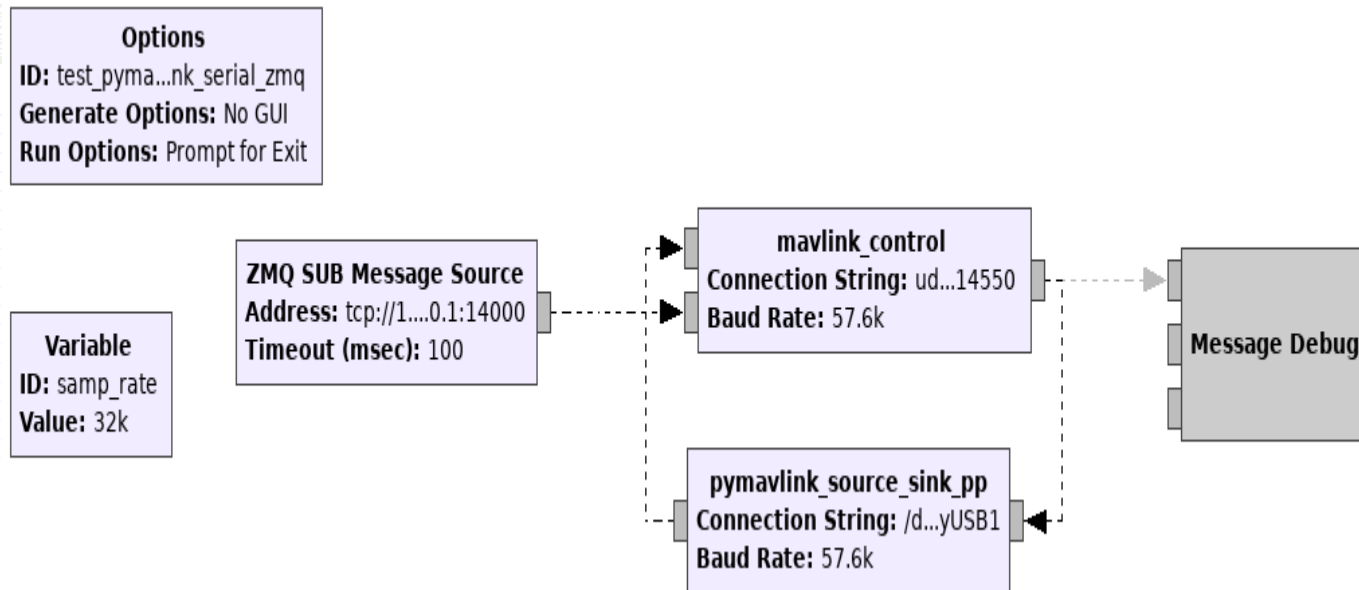 Options
ID: test_pyma...nk_serial_zmq
Generate Options: No GUI
Run Options: Prompt for Exit
Variable
ID: samp_rate
Value: 32k
ZMQ SUB Message Source
Address: tcp://1....0.1:14000
Timeout (msec): 100
mavlink_control
Connection String: ud...14550
Baud Rate: 57.6k
pymavlink_source_sink_pp
Connection String: /d...yUSB1
Baud Rate: 57.6k
Message Debug